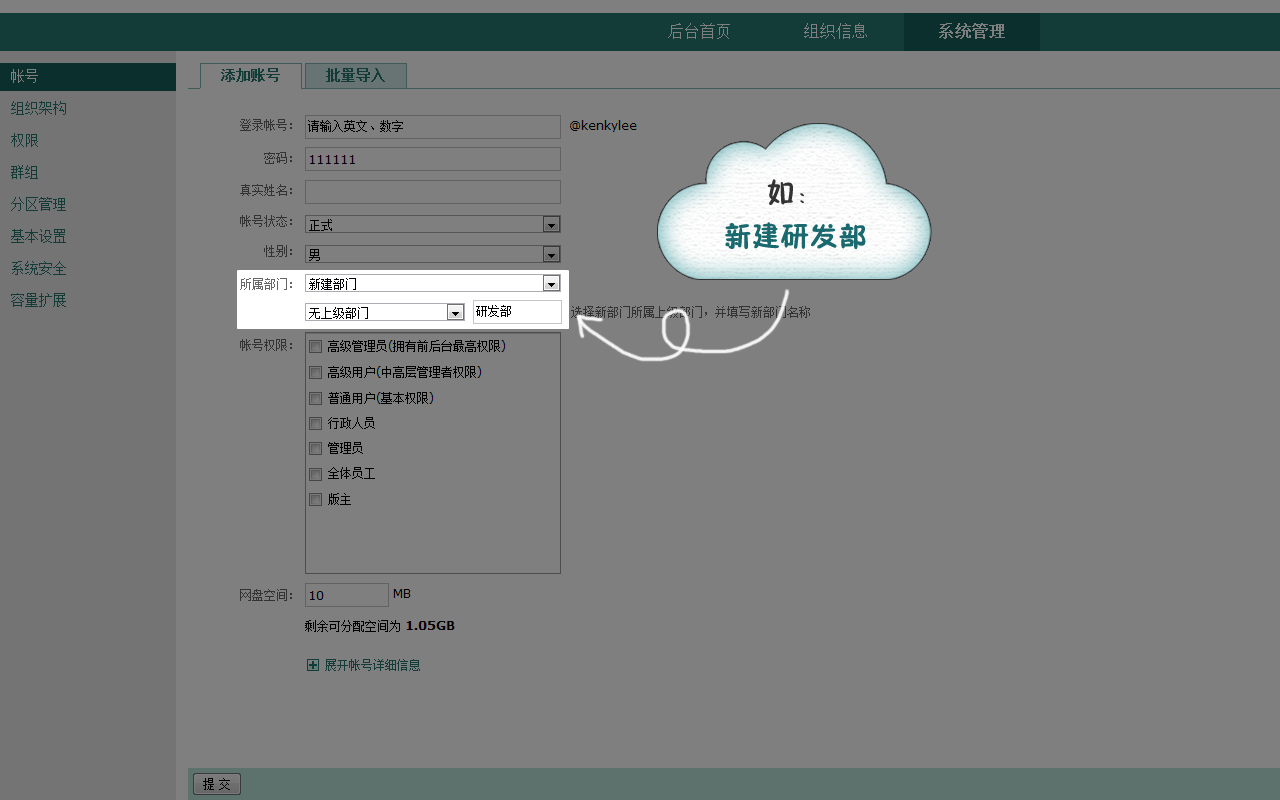 后台首页 组织信息 系统管理
帐号
组织架构
权限
群组
分区管理
基本设置
系统安全
容量扩展
添加账号 批量导入
登录帐号： 请输入英文、数字 @kenkylee
密码： 111111
真实姓名：
帐号状态： 正式
性别： 男
所属部门： 新建部门
无上级部门 研发部 选择新部门所属上级部门，并填写新部门名称
如：
新建研发部
帐号权限： 高级管理员(拥有前后台最高权限)
高级用户(中高层管理者权限)
普通用户(基本权限)
行政人员
管理员
全体员工
版主
网盘空间： 10 MB
剩余可分配空间为 1.05GB
展开帐号详细信息
提 交